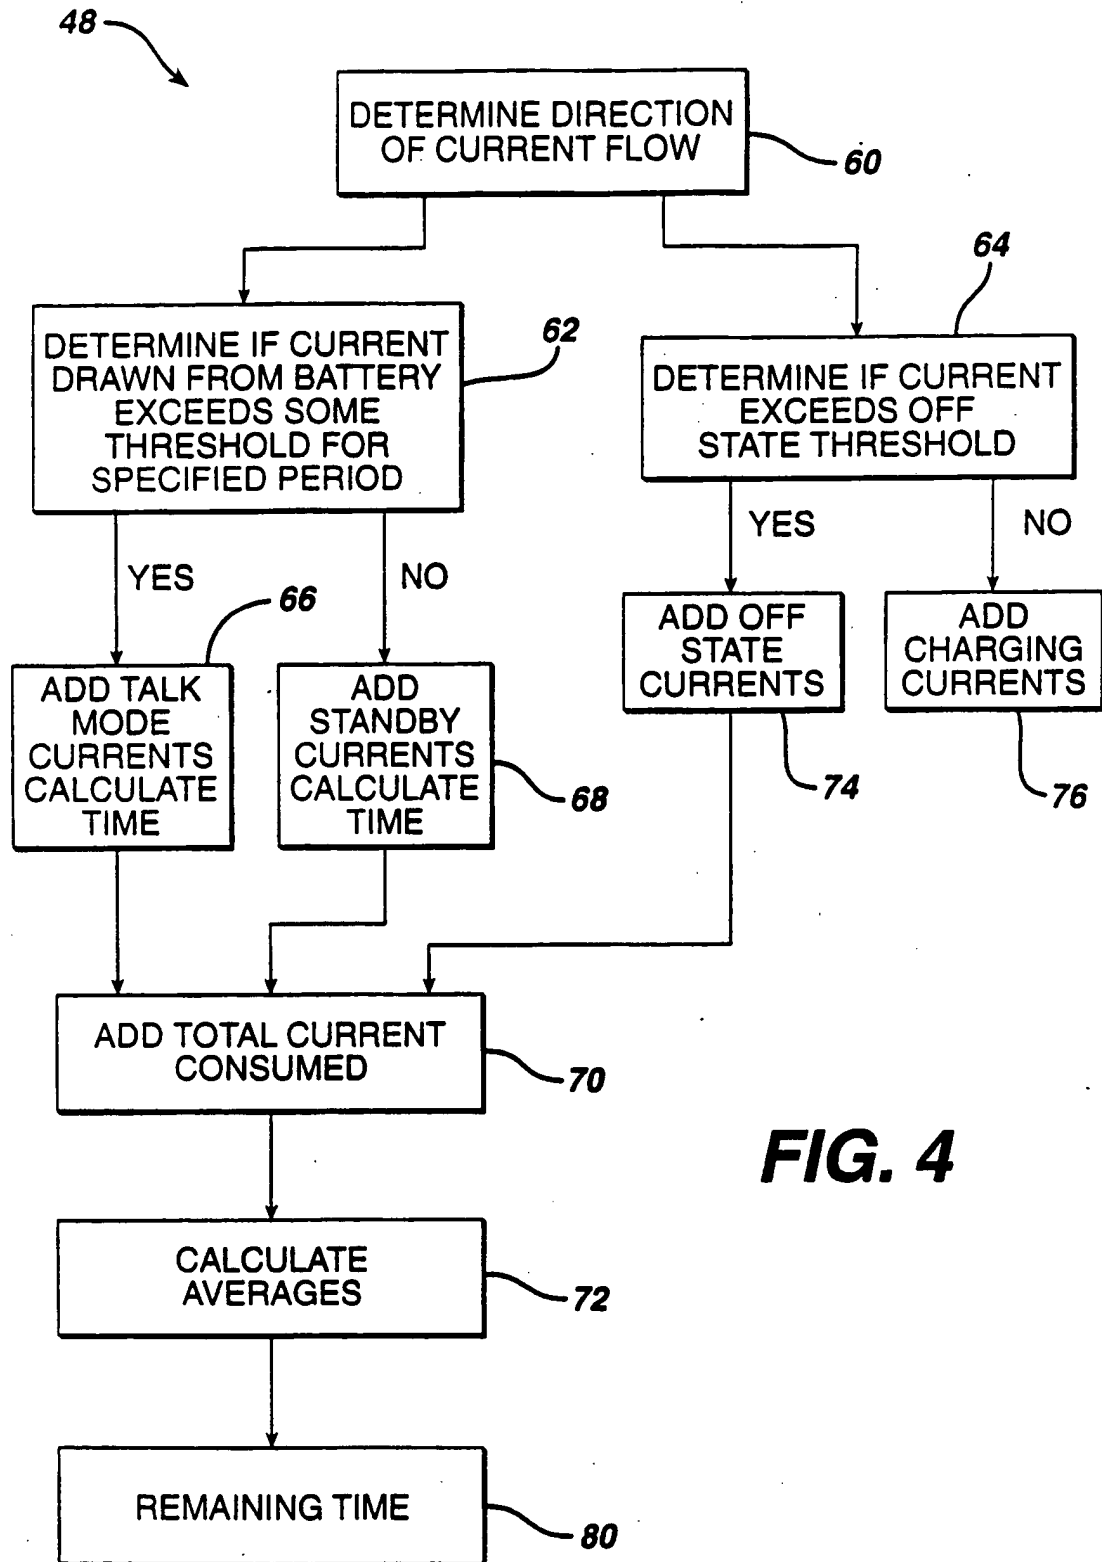 48
DETERMINE DIRECTION
OF CURRENT FLOW
60
64
62
DETERMINE IF CURRENT
DRAWN FROM BATTERY
EXCEEDS SOME
THRESHOLD FOR
SPECIFIED PERIOD
DETERMINE IF CURRENT
EXCEEDS OFF
STATE THRESHOLD
YES
NO
YES
NO
66
ADD TALK
MODE
CURRENTS
CALCULATE
TIME
ADD
STANDBY
CURRENTS
CALCULATE
TIME
68
ADD OFF
STATE
CURRENTS
74
ADD
CHARGING
CURRENTS
76
ADD TOTAL CURRENT
CONSUMED
70
FIG. 4
CALCULATE
AVERAGES
72
REMAINING TIME
80